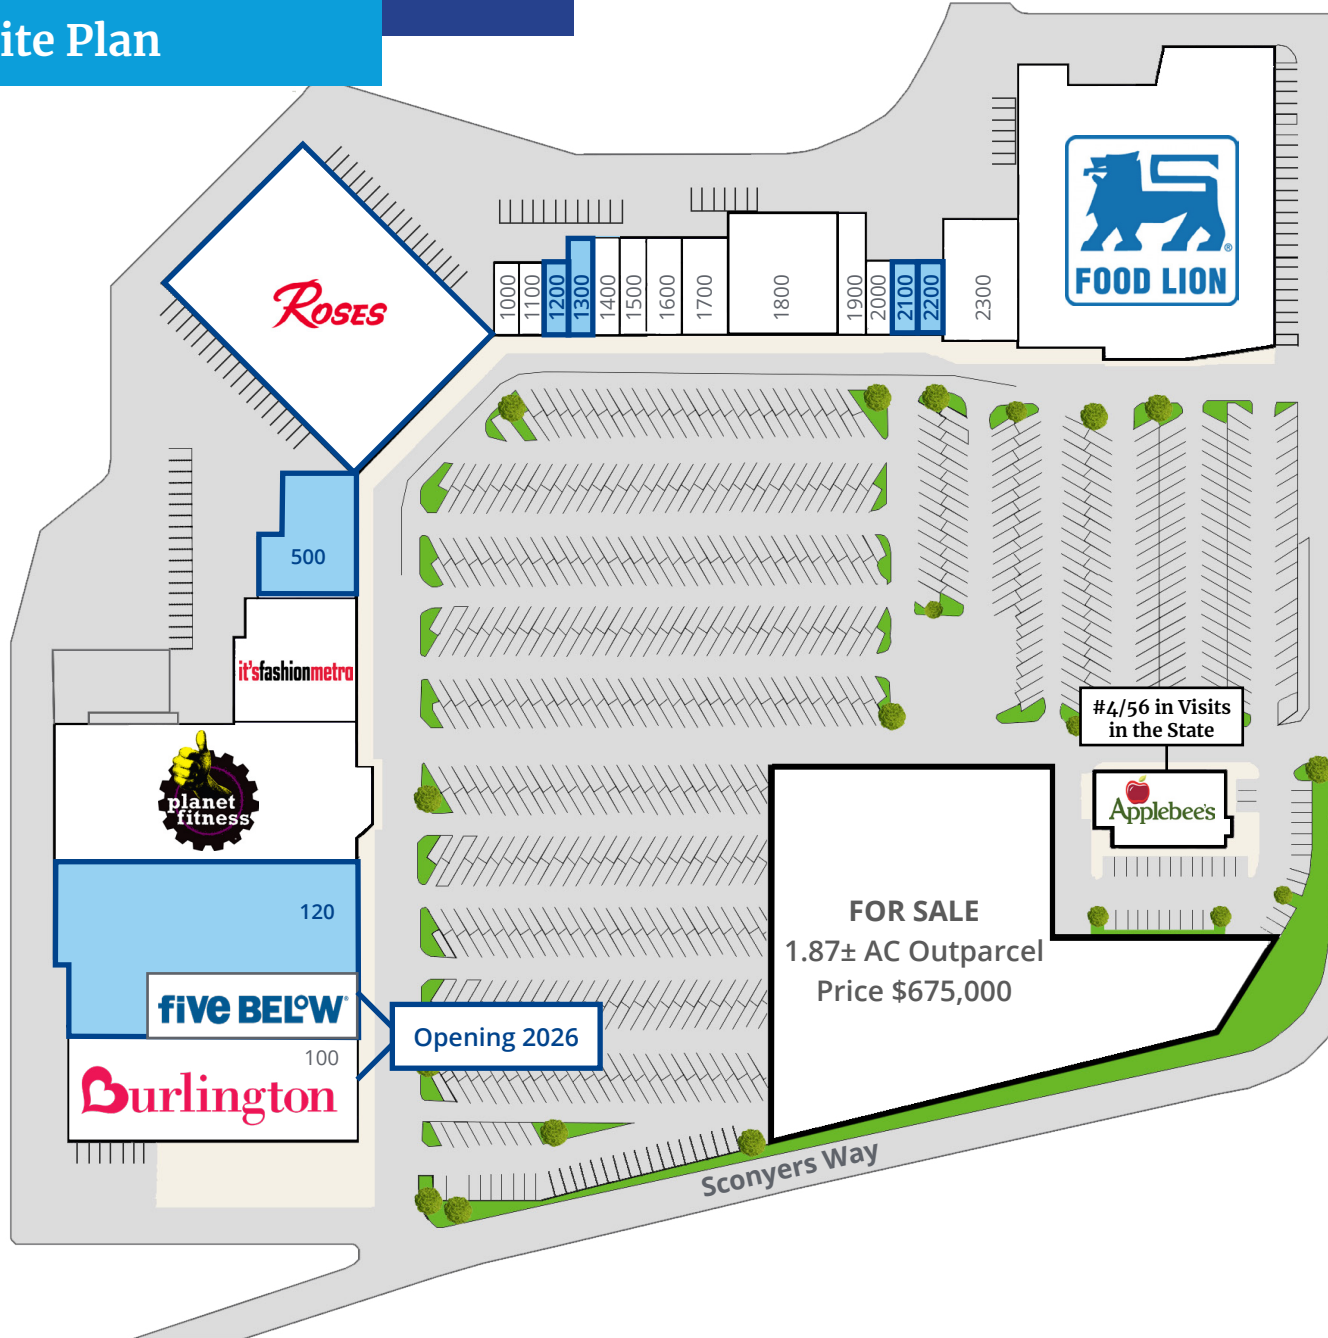 ite Plan
FOOD LION
®
ROSES
1000
1100
1200
1300
1400
1500
1600
1700
1800
1900
2000
2100
2200
2300
500
it'sfashionmetro
#4/56 in Visits
in the State
planet
fitness
Applebee's
120
FOR SALE
1.87± AC Outparcel
Price $675,000
five BELOW
Opening 2026
100
Burlington
Sconyers Way